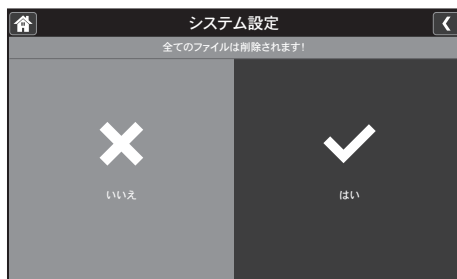 システム設定
全てのファイルは削除されます!
いいえ
はい